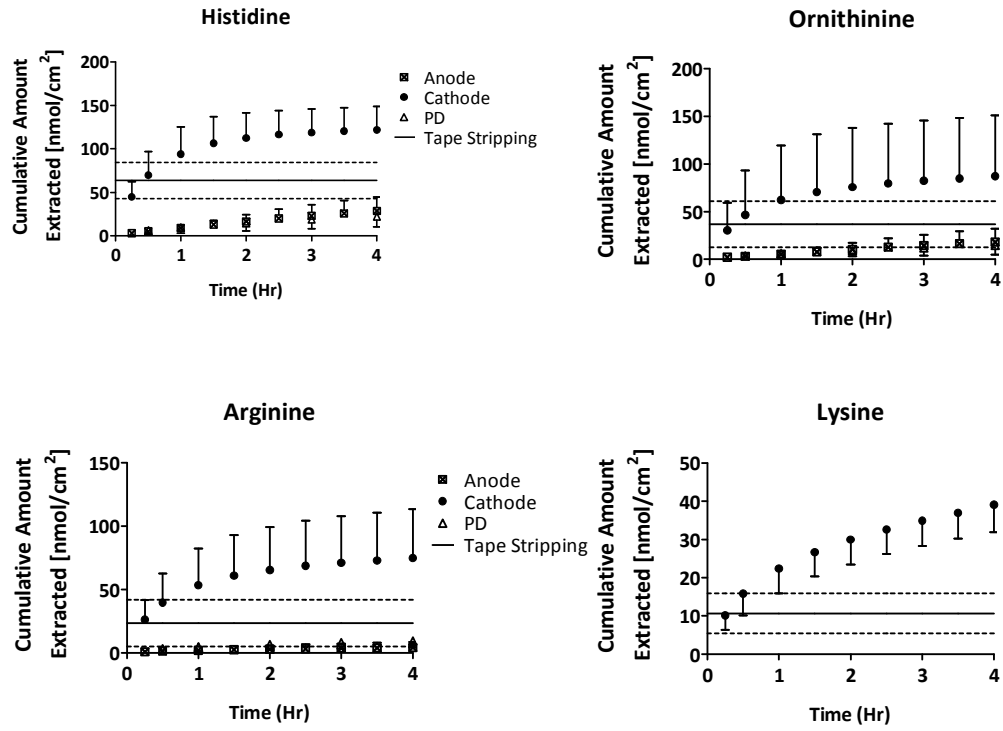 Histidine
Cumulative Amount
Extracted [nmol/cm²]
200
150
100
50
0
0
1
2
3
4
Time (Hr)
Anode
Cathode
PD
Tape Stripping
Ornithinine
Cumulative Amount
Extracted [nmol/cm²]
200
150
100
50
0
0
1
2
3
4
Time (Hr)
Arginine
Cumulative Amount
Extracted [nmol/cm²]
150
100
50
0
0
1
2
3
4
Time (Hr)
Anode
Cathode
PD
Tape Stripping
Lysine
Cumulative Amount
Extracted [nmol/cm²]
50
40
30
20
10
0
0
1
2
3
4
Time (Hr)